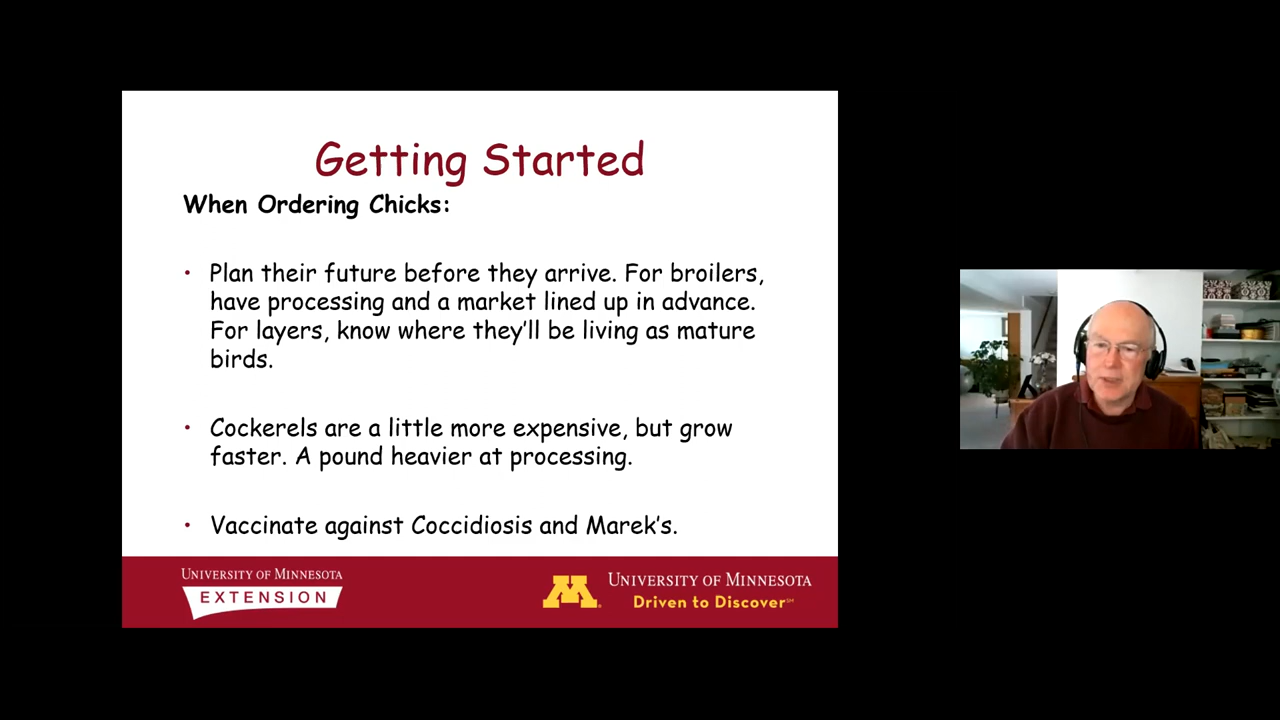 Getting Started
When Ordering Chicks:
• Plan their future before they arrive. For broilers,
have processing and a market lined up in advance.
For layers, know where they'll be living as mature
birds.
• Cockerels are a little more expensive, but grow
faster. A pound heavier at processing.
• Vaccinate against Coccidiosis and Marek's.
UNIVERSITY OF MINNESOTA
EXTENSION
M
UNIVERSITY OF MINNESOTA
Driven to Discover℠